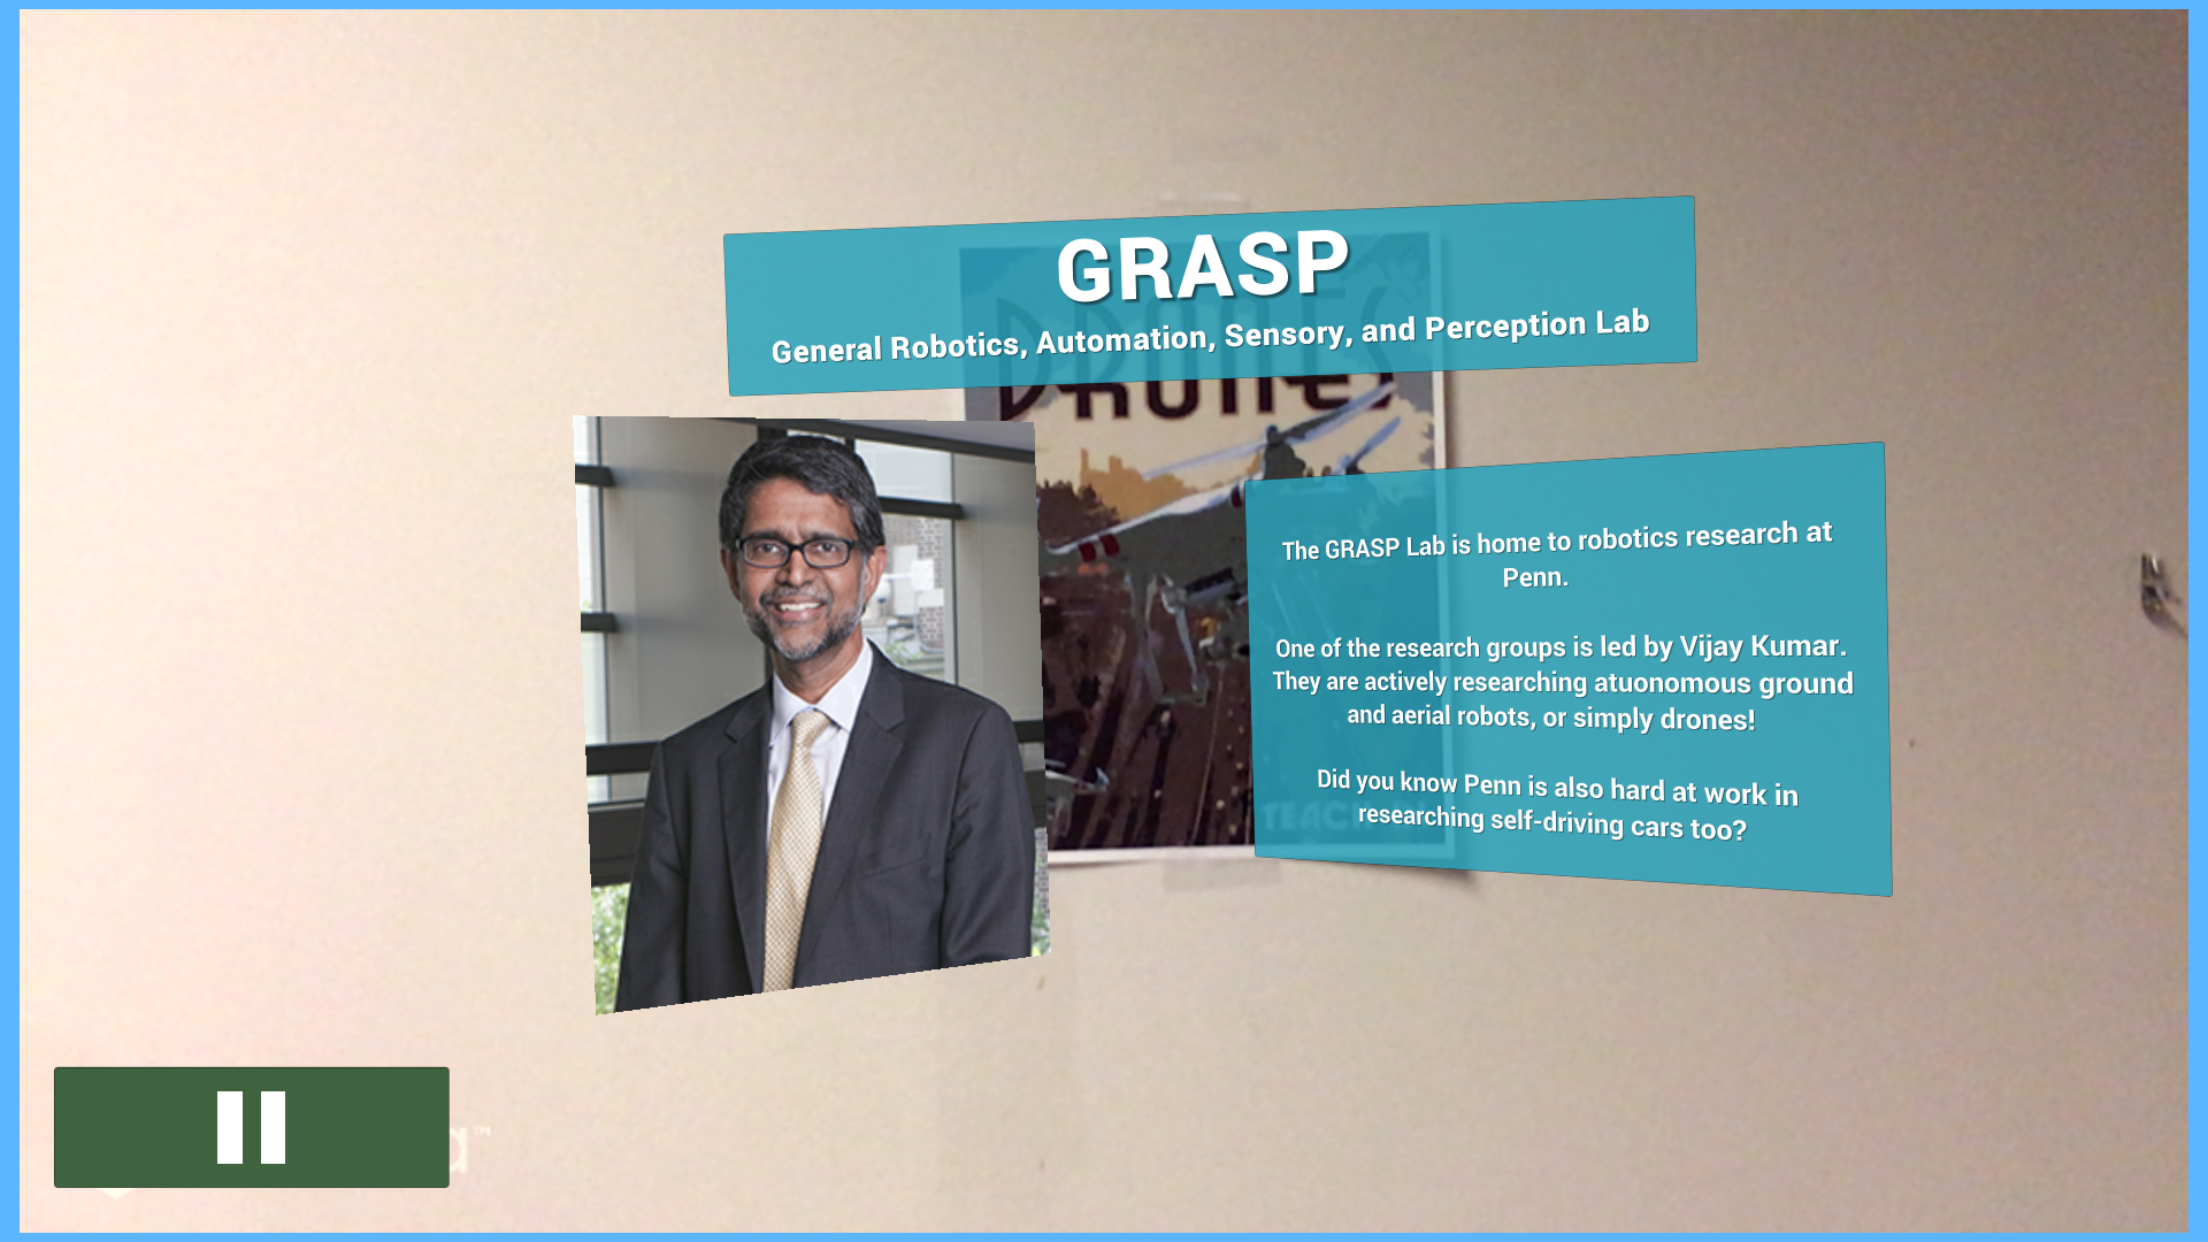 GRASP
General Robotics, Automation, Sensory, and Perception Lab
DRONES
The GRASP Lab is home to robotics research at
Penn.
One of the research groups is led by Vijay Kumar.
They are actively researching atuonomous ground
and aerial robots, or simply drones!
Did you know Penn is also hard at work in
researching self-driving cars too?